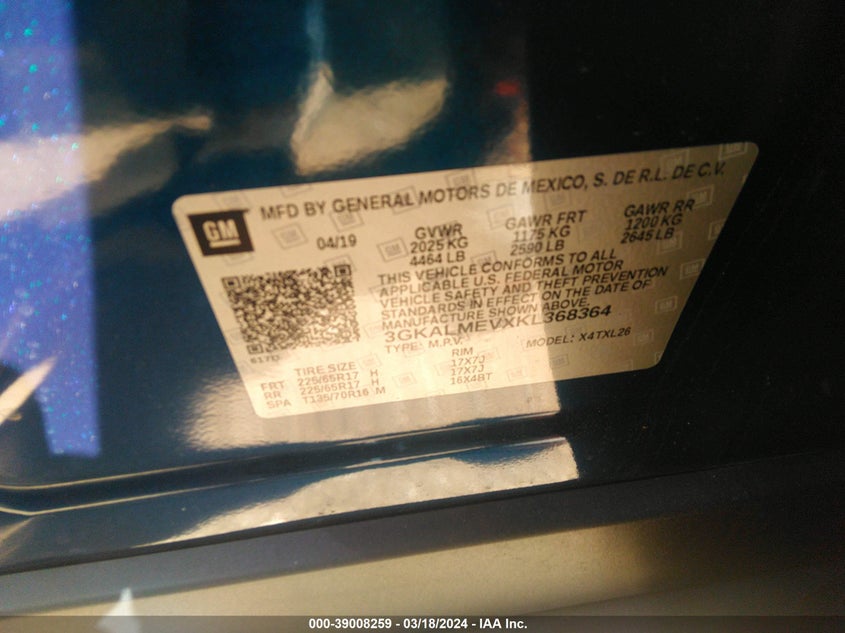 GM
MFD BY GENERAL MOTORS DE MEXICO, S. DE R.L. DE C.V.
04/19 GVWR GAWR FRT GAWR RR
2025 KG 1175 KG 1200 KG
4464 LB 2590 LB 2645 LB
THIS VEHICLE CONFORMS TO ALL
APPLICABLE U.S. FEDERAL MOTOR
VEHICLE SAFETY AND THEFT PREVENTION
STANDARDS IN EFFECT ON THE DATE OF
MANUFACTURE SHOWN ABOVE.
3GKALMEVXKL368364
TYPE: M.P.V. MODEL: X4TXL26
TIRE SIZE RIM
FRT 225/65R17 H 17X7J
RR 225/65R17 H 17X7J
SPA T135/70R16 M 16X4BT
000-39008259 - 03/18/2024 - IAA Inc.